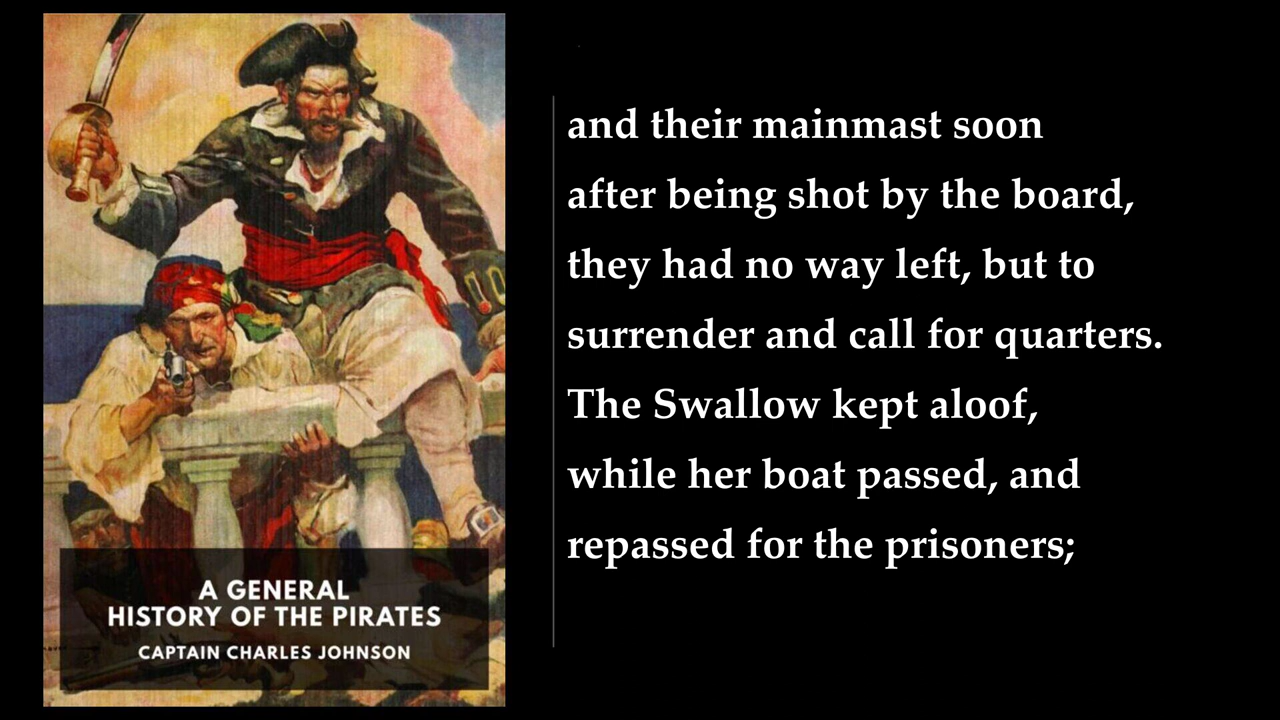 A GENERAL
HISTORY OF THE PIRATES
CAPTAIN CHARLES JOHNSON
and their mainmast soon
after being shot by the board,
they had no way left, but to
surrender and call for quarters.
The Swallow kept aloof,
while her boat passed, and
repassed for the prisoners;